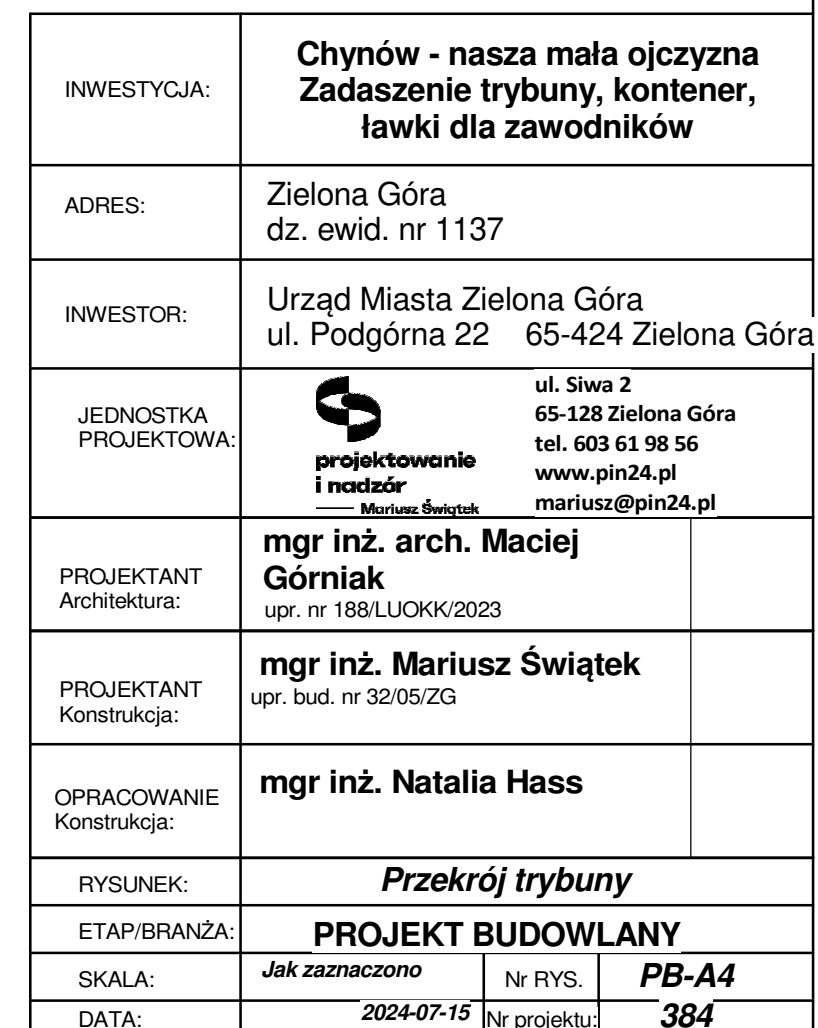 INWESTYCJA:
Chynów - nasza mała ojczyzna
Zadaszenie trybuny, kontener,
ławki dla zawodników
ADRES:
Zielona Góra
dz. ewid. nr 1137
INWESTOR:
Urząd Miasta Zielona Góra
ul. Podgórna 22 65-424 Zielona Góra
JEDNOSTKA
PROJEKTOWA:
projektowanie
i nadzór
Mariusz Świątek
ul. Siwa 2
65-128 Zielona Góra
tel. 603 61 98 56
www.pin24.pl
mariusz@pin24.pl
PROJEKTANT
Architektura:
mgr inż. arch. Maciej
Górniak
upr. nr 188/LUOKK/2023
PROJEKTANT
Konstrukcja:
mgr inż. Mariusz Świątek
upr. bud. nr 32/05/ZG
OPRACOWANIE
Konstrukcja:
mgr inż. Natalia Hass
RYSUNEK:
Przekrój trybuny
ETAP/BRANŻA:
PROJEKT BUDOWLANY
SKALA:
Jak zaznaczono
Nr RYS.
PB-A4
DATA:
2024-07-15
Nr projektu:
384